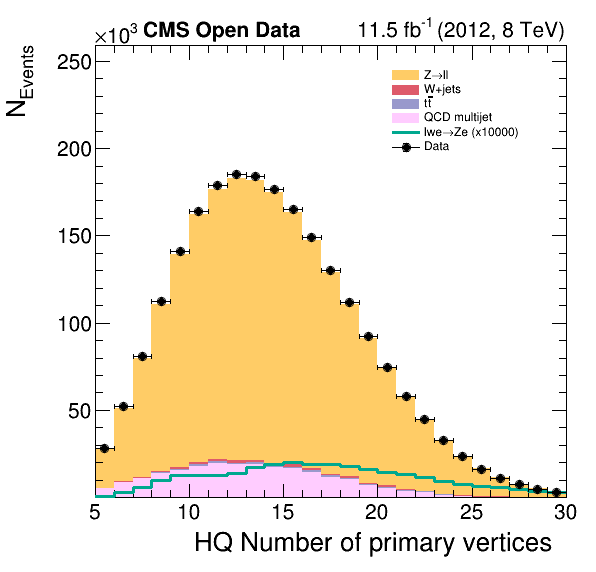 ×10³ CMS Open Data 11.5 fb⁻¹ (2012, 8 TeV)
N_Events
250
200
150
100
50
Z→ll
W+jets
tt̄
QCD multijet
lwe→Ze (x10000)
Data
5 10 15 20 25 30
HQ Number of primary vertices